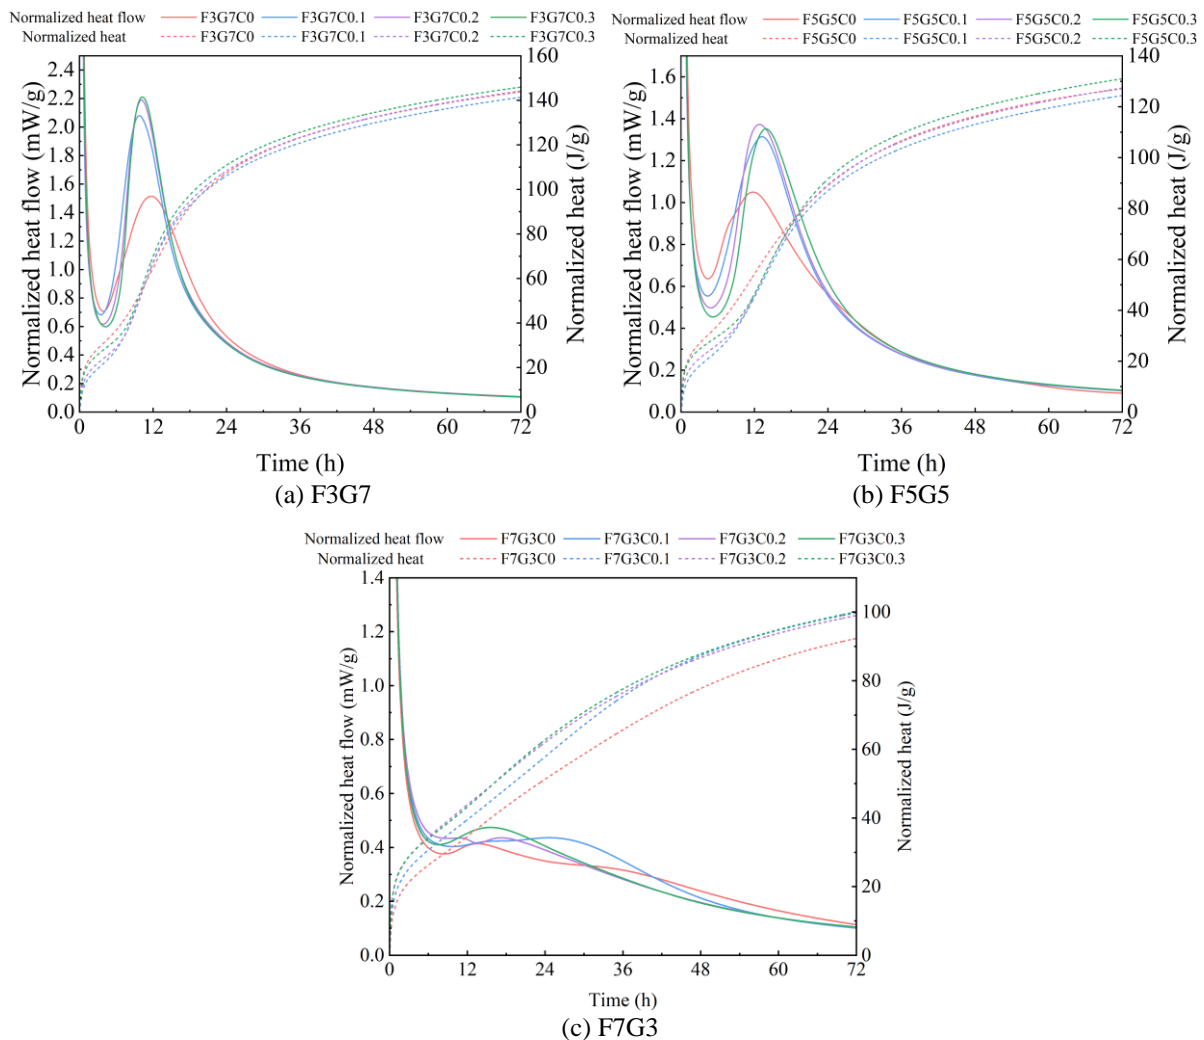 Normalized heat flow F3G7C0 F3G7C0.1 F3G7C0.2 F3G7C0.3
Normalized heat F3G7C0 F3G7C0.1 F3G7C0.2 F3G7C0.3
Normalized heat flow (mW/g)
2.4
2.2
2.0
1.8
1.6
1.4
1.2
1.0
0.8
0.6
0.4
0.2
0.0
160
140
120
100
80
60
40
20
0
Normalized heat (J/g)
0 12 24 36 48 60 72
Time (h)
(a) F3G7
Normalized heat flow F5G5C0 F5G5C0.1 F5G5C0.2 F5G5C0.3
Normalized heat F5G5C0 F5G5C0.1 F5G5C0.2 F5G5C0.3
Normalized heat flow (mW/g)
1.6
1.4
1.2
1.0
0.8
0.6
0.4
0.2
0.0
140
120
100
80
60
40
20
0
Normalized heat (J/g)
0 12 24 36 48 60 72
Time (h)
(b) F5G5
Normalized heat flow F7G3C0 F7G3C0.1 F7G3C0.2 F7G3C0.3
Normalized heat F7G3C0 F7G3C0.1 F7G3C0.2 F7G3C0.3
Normalized heat flow (mW/g)
1.4
1.2
1.0
0.8
0.6
0.4
0.2
0.0
100
80
60
40
20
0
Normalized heat (J/g)
0 12 24 36 48 60 72
Time (h)
(c) F7G3